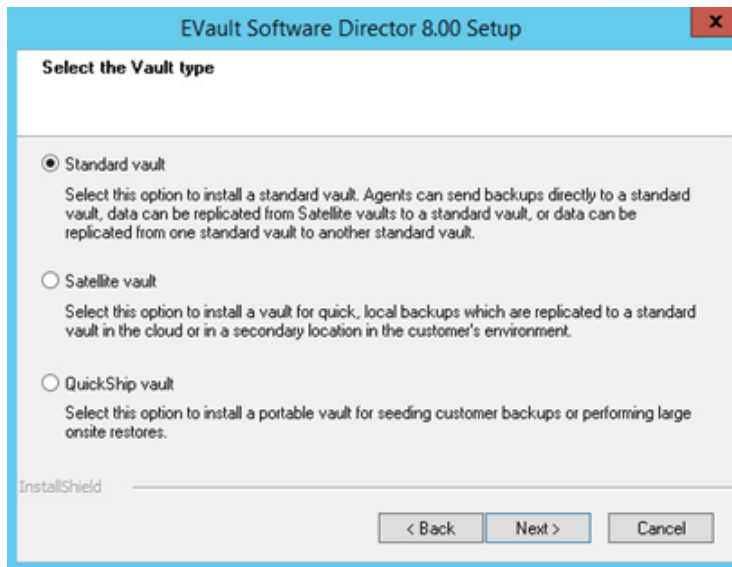 EVault Software Director 8.00 Setup
x
Select the Vault type
Standard vault
Select this option to install a standard vault. Agents can send backups directly to a standard
vault, data can be replicated from Satellite vaults to a standard vault, or data can be
replicated from one standard vault to another standard vault.
Satellite vault
Select this option to install a vault for quick, local backups which are replicated to a standard
vault in the cloud or in a secondary location in the customer's environment.
QuickShip vault
Select this option to install a portable vault for seeding customer backups or performing large
onsite restores.
InstallShield
< Back Next > Cancel